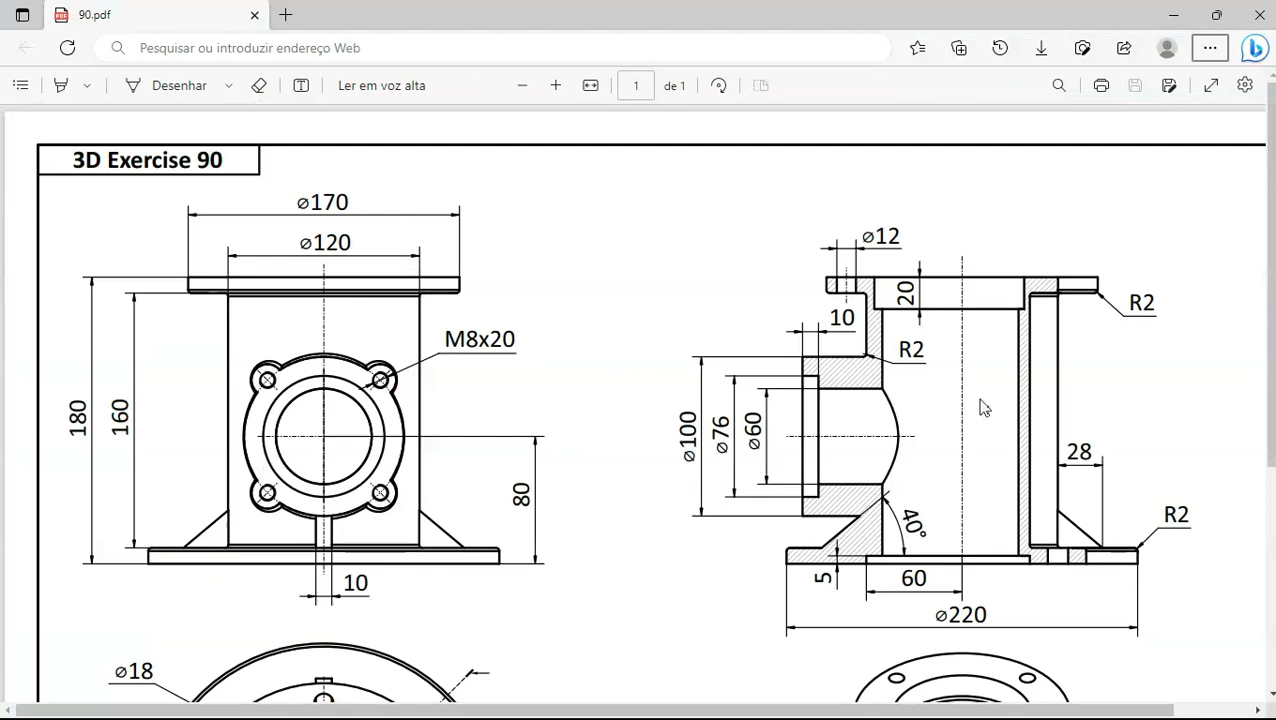 90.pdf
Pesquisar ou introduzir endereço Web
Desenhar
Ler em voz alta
1
de 1
3D Exercise 90
⌀170
⌀120
M8x20
180
160
80
10
⌀18
⌀12
20
10
R2
R2
⌀100
⌀76
⌀60
28
40°
R2
5
60
⌀220